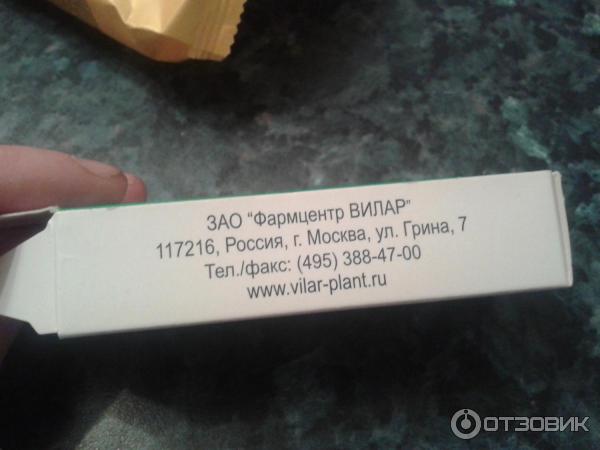 ЗАО "Фармцентр ВИЛАР"
117216, Россия, г. Москва, ул. Грина, 7
Тел./факс: (495) 388-47-00
www.vilar-plant.ru
ОТЗОВИК